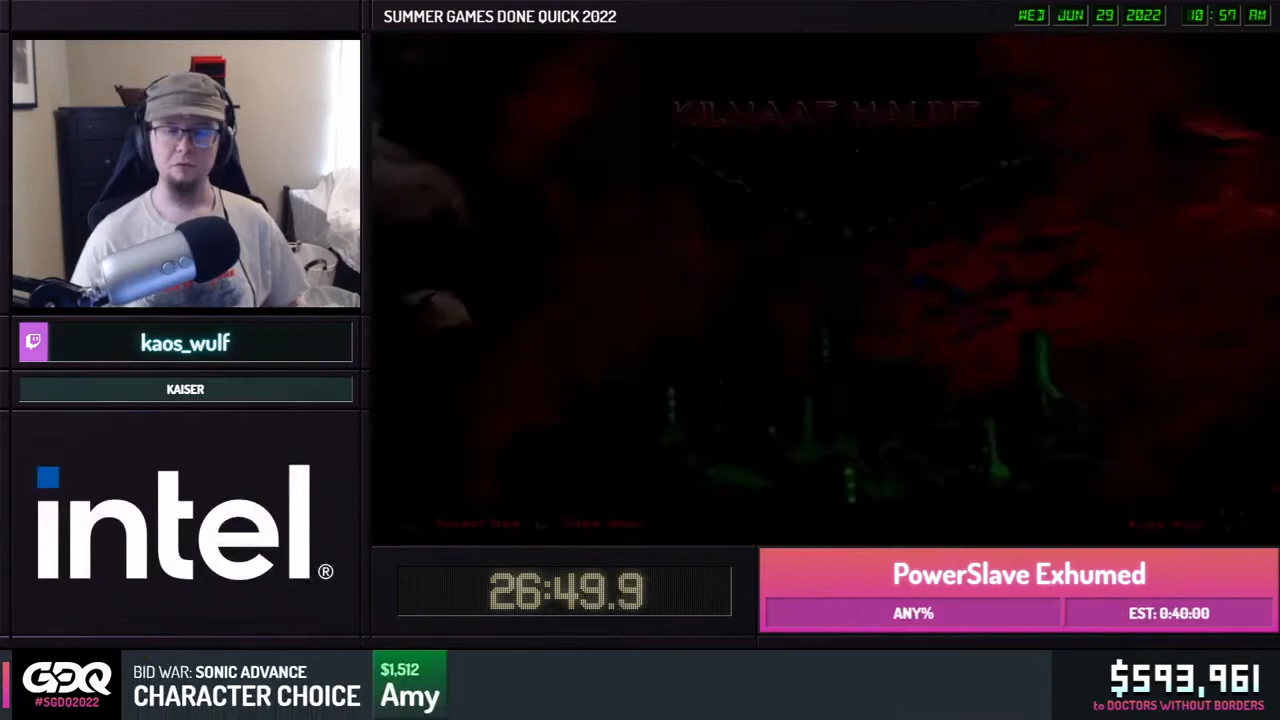 SUMMER GAMES DONE QUICK 2022
WED JUN 29 2022 10:57 AM
KILMAAT HAUNT
kaos_wulf
KAISER
intel®
26:49.9
PowerSlave Exhumed
ANY%
EST: 0:40:00
GDQ
#SGDQ2022
BID WAR: SONIC ADVANCE
CHARACTER CHOICE
$1,512
Amy
$593,961
to DOCTORS WITHOUT BORDERS